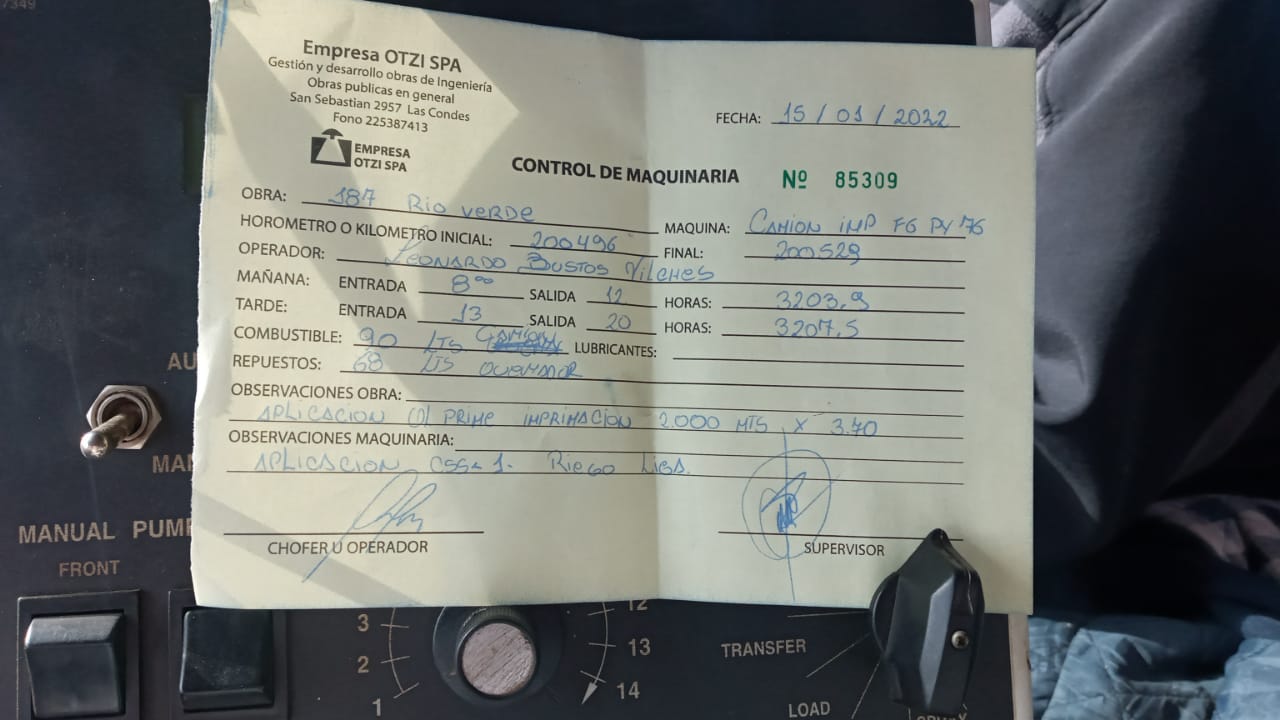 7349
Empresa OTZI SPA
Gestión y desarrollo obras de Ingeniería
Obras publicas en general
San Sebastian 2957 Las Condes
Fono 225387413
EMPRESA
OTZI SPA
FECHA: 15 / 01 / 2022
CONTROL DE MAQUINARIA Nº 85309
OBRA: 187 Rio Verde
MAQUINA: CAMION IMP FG PY 76
HOROMETRO O KILOMETRO INICIAL: 200496 FINAL: 200529
OPERADOR: LEONARDO BUSTOS VILCHES
MAÑANA: ENTRADA 8⁰⁰ SALIDA 12 HORAS: 3203,9
TARDE: ENTRADA 13 SALIDA 20 HORAS: 3207,5
COMBUSTIBLE: 90 LTS CAMION LUBRICANTES:
REPUESTOS: 68 LTS QUEMADOR
OBSERVACIONES OBRA:
APLICACION PRIME IMPRIMACION 2.000 MTS X 3.40
OBSERVACIONES MAQUINARIA:
APLICACION CSS-1. Riego LIGA.
CHOFER U OPERADOR
SUPERVISOR
AU
MAN
MANUAL PUMP
FRONT
3
2
1
12
13
14
TRANSFER
LOAD